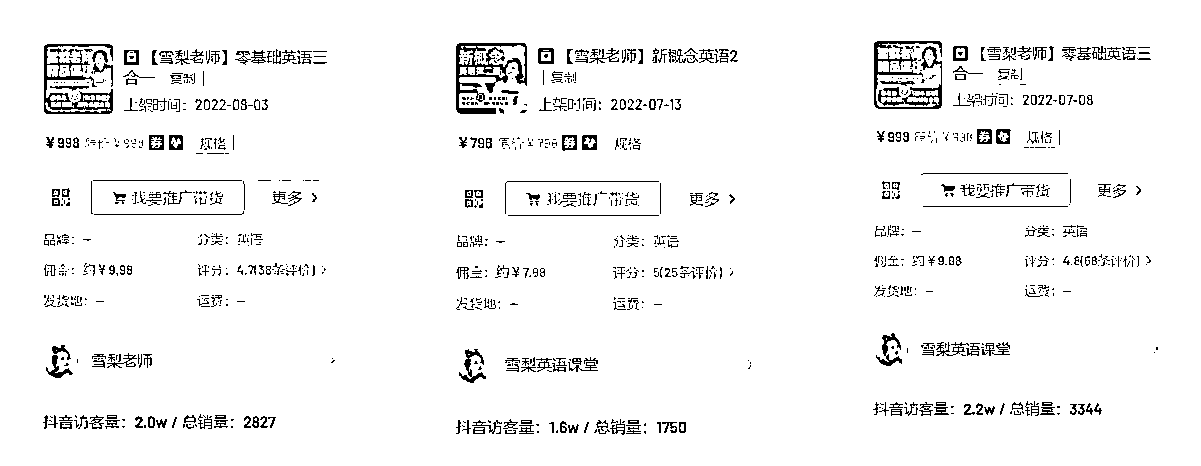 【雪梨老师】零基础英语三
合一 复制
上架时间：2022-08-03
￥998 券 规格
我要推广带货 更多 >
品牌：— 分类：英语
佣金：约￥9.98 评分：4.7(38条评价) >
发货地：— 运费：—
雪梨老师 >
抖音访客量：2.0w / 总销量：2827
新概念
【雪梨老师】新概念英语2
复制
上架时间：2022-07-13
￥798 券 规格
我要推广带货 更多 >
品牌：— 分类：英语
佣金：约￥7.98 评分：5(25条评价) >
发货地：— 运费：—
雪梨英语课堂 >
抖音访客量：1.6w / 总销量：1750
【雪梨老师】零基础英语三
合一 复制
上架时间：2022-07-08
￥999 券 规格
我要推广带货 更多 >
品牌：— 分类：英语
佣金：约￥9.98 评分：4.8(68条评价) >
发货地：— 运费：—
雪梨英语课堂
抖音访客量：2.2w / 总销量：3344